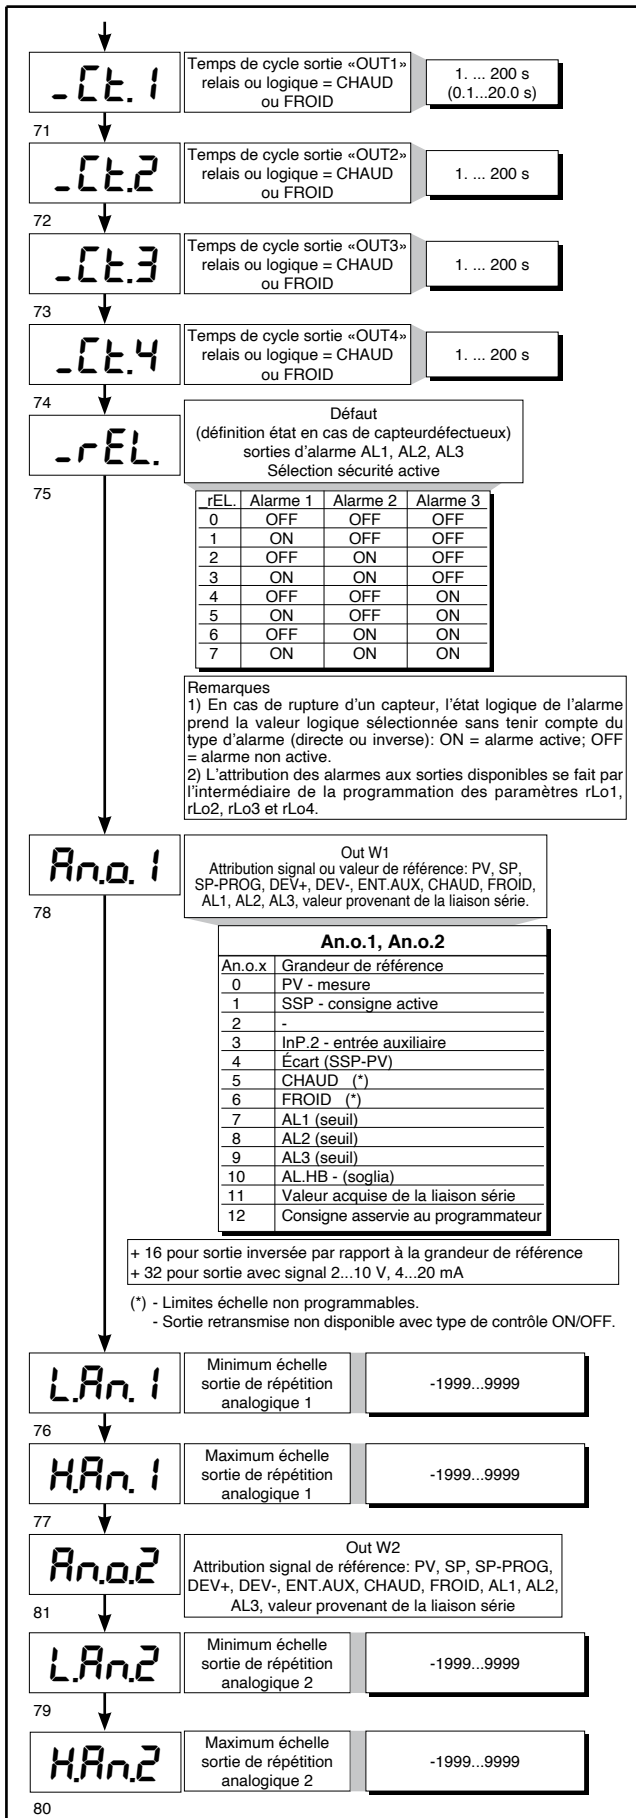 _Ct. 1
Temps de cycle sortie «OUT1»
relais ou logique = CHAUD
ou FROID
1. ... 200 s
(0.1...20.0 s)
71
_Ct.2
Temps de cycle sortie «OUT2»
relais ou logique = CHAUD
ou FROID
1. ... 200 s
72
_Ct.3
Temps de cycle sortie «OUT3»
relais ou logique = CHAUD
ou FROID
1. ... 200 s
73
_Ct.4
Temps de cycle sortie «OUT4»
relais ou logique = CHAUD
ou FROID
1. ... 200 s
74
_rEL.
Défaut
(définition état en cas de capteurdéfectueux)
sorties d'alarme AL1, AL2, AL3
Sélection sécurité active
75
_rEL. Alarme 1 Alarme 2 Alarme 3
0 OFF OFF OFF
1 ON OFF OFF
2 OFF ON OFF
3 ON ON OFF
4 OFF OFF ON
5 ON OFF ON
6 OFF ON ON
7 ON ON ON
Remarques
1) En cas de rupture d'un capteur, l'état logique de l'alarme
prend la valeur logique sélectionnée sans tenir compte du
type d'alarme (directe ou inverse): ON = alarme active; OFF
= alarme non active.
2) L'attribution des alarmes aux sorties disponibles se fait par
l'intermédiaire de la programmation des paramètres rLo1,
rLo2, rLo3 et rLo4.
An.o. 1
Out W1
Attribution signal ou valeur de référence: PV, SP,
SP-PROG, DEV+, DEV-, ENT.AUX, CHAUD, FROID,
AL1, AL2, AL3, valeur provenant de la liaison série.
78
An.o.1, An.o.2
An.o.x Grandeur de référence
0 PV - mesure
1 SSP - consigne active
2 -
3 InP.2 - entrée auxiliaire
4 Écart (SSP-PV)
5 CHAUD (*)
6 FROID (*)
7 AL1 (seuil)
8 AL2 (seuil)
9 AL3 (seuil)
10 AL.HB - (soglia)
11 Valeur acquise de la liaison série
12 Consigne asservie au programmateur
+ 16 pour sortie inversée par rapport à la grandeur de référence
+ 32 pour sortie avec signal 2...10 V, 4...20 mA
(*) - Limites échelle non programmables.
- Sortie retransmise non disponible avec type de contrôle ON/OFF.
L.An. 1
Minimum échelle
sortie de répétition
analogique 1
-1999...9999
76
H.An. 1
Maximum échelle
sortie de répétition
analogique 1
-1999...9999
77
An.o.2
Out W2
Attribution signal de référence: PV, SP, SP-PROG,
DEV+, DEV-, ENT.AUX, CHAUD, FROID, AL1, AL2,
AL3, valeur provenant de la liaison série
81
L.An.2
Minimum échelle
sortie de répétition
analogique 2
-1999...9999
79
H.An.2
Maximum échelle
sortie de répétition
analogique 2
-1999...9999
80